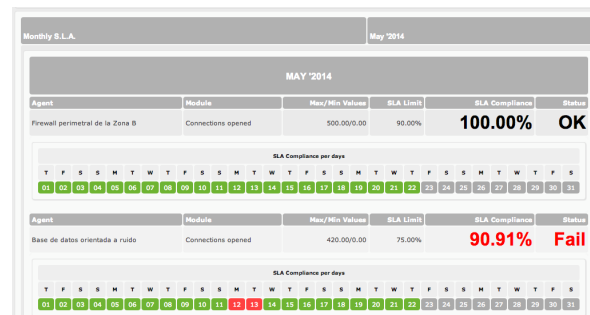 Monthly S.L.A. May '2014
MAY '2014
Agent Module Max/Min Values SLA Limit SLA Compliance Status
Firewall perimetral de la Zona B Connections opened 500.00/0.00 90.00% 100.00% OK
SLA Compliance per days
T F S S M T W T F S S M T W T F S S M T W T F S S M T W T F S
01 02 03 04 05 06 07 08 09 10 11 12 13 14 15 16 17 18 19 20 21 22 23 24 25 26 27 28 29 30 31
Agent Module Max/Min Values SLA Limit SLA Compliance Status
Base de datos orientada a ruido Connections opened 420.00/0.00 75.00% 90.91% Fail
SLA Compliance per days
T F S S M T W T F S S M T W T F S S M T W T F S S M T W T F S
01 02 03 04 05 06 07 08 09 10 11 12 13 14 15 16 17 18 19 20 21 22 23 24 25 26 27 28 29 30 31